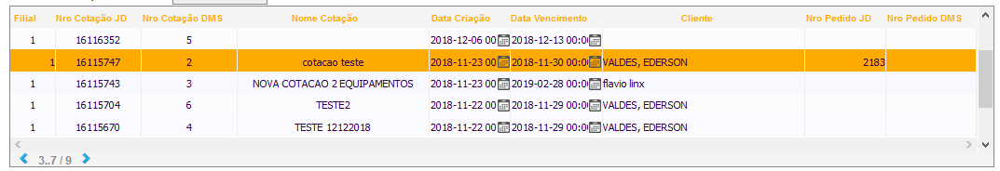 Filial Nro Cotação JD Nro Cotação DMS Nome Cotação Data Criação Data Vencimento Cliente Nro Pedido JD Nro Pedido DMS
1 16116352 5 2018-12-06 00 2018-12-13 00:0
1 16115747 2 cotacao teste 2018-11-23 00 2018-11-30 00:0 VALDES, EDERSON 2183
1 16115743 3 NOVA COTACAO 2 EQUIPAMENTOS 2018-11-23 00 2019-02-28 00:0 flavio linx
1 16115704 6 TESTE2 2018-11-22 00 2018-11-29 00:0 VALDES, EDERSON
1 16115670 4 TESTE 12122018 2018-11-22 00 2018-11-29 00:0 VALDES, EDERSON
3..7 / 9